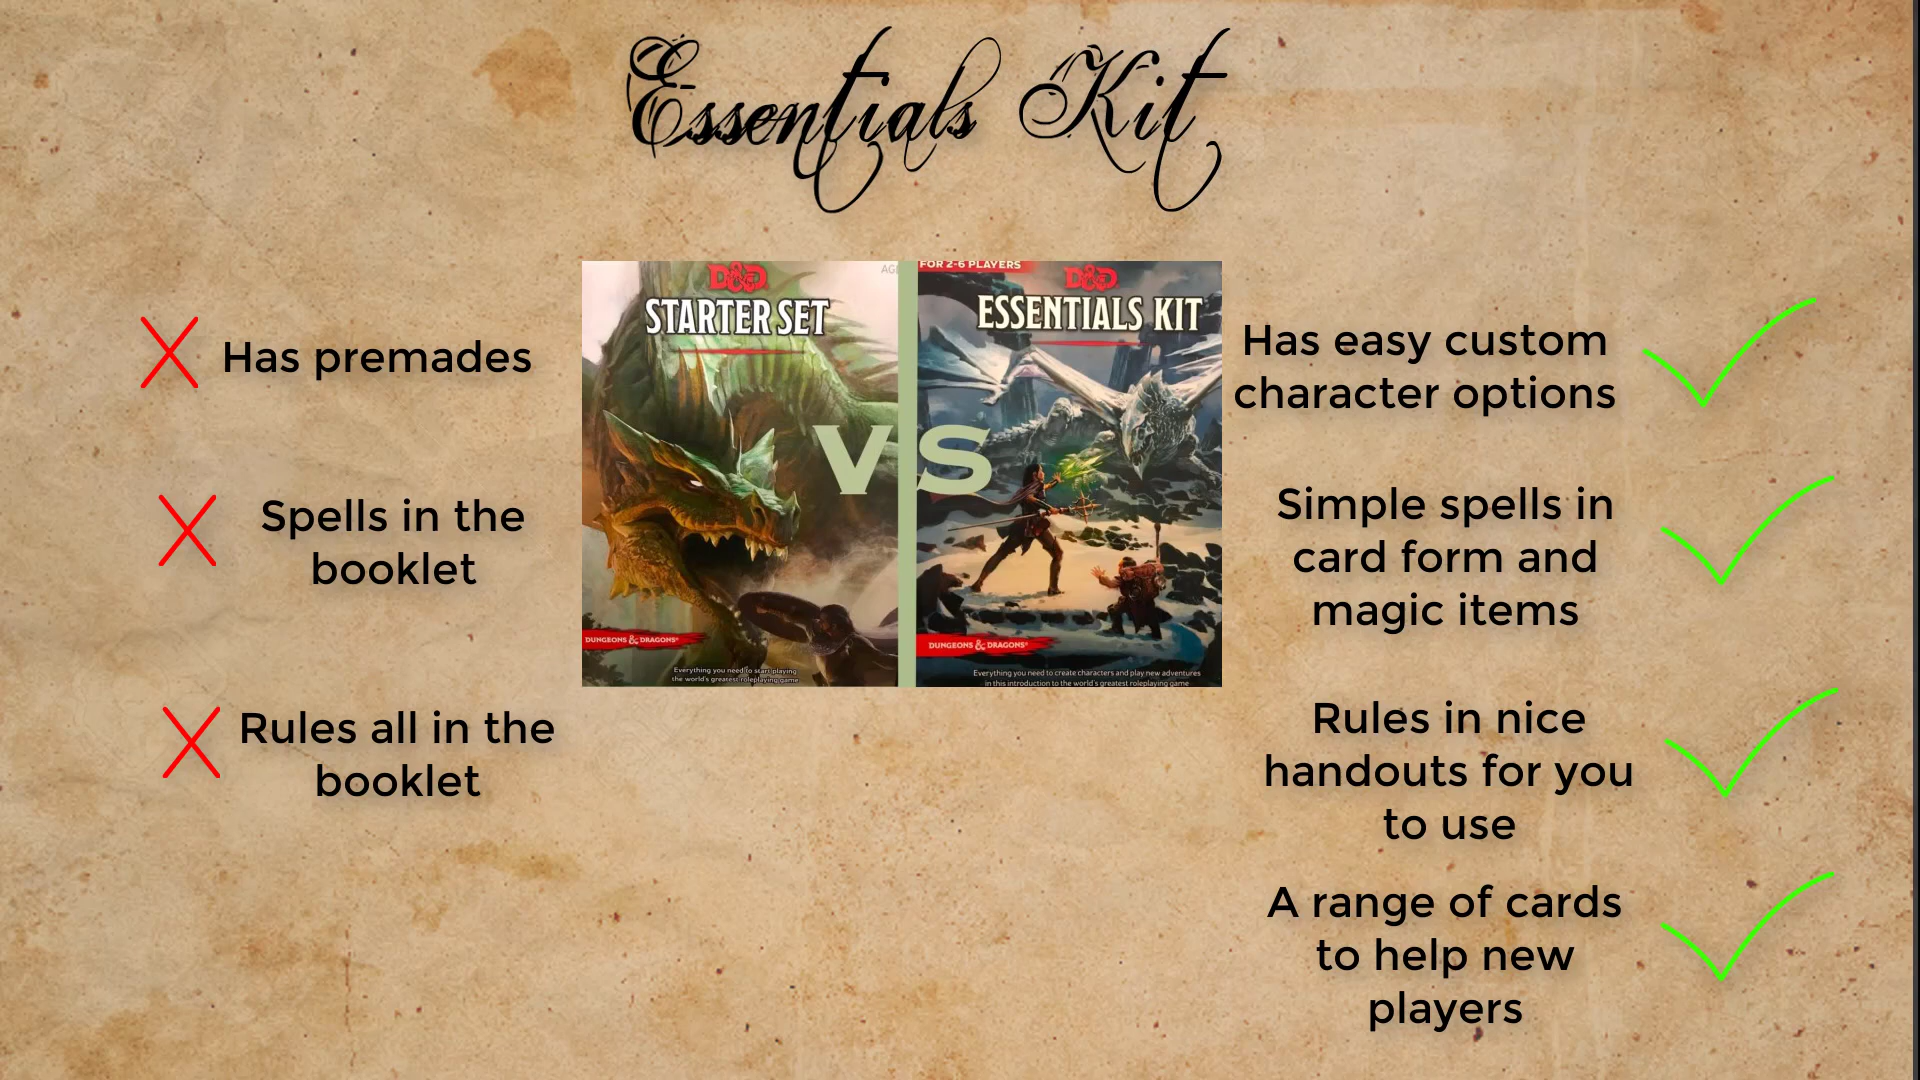 Essentials Kit
Has premades
Spells in the
booklet
Rules all in the
booklet
AG
D&D
STARTER SET
DUNGEONS & DRAGONS®
Everything you need to start playing
the world's greatest roleplaying game
VS
FOR 2-6 PLAYERS
D&D
ESSENTIALS KIT
DUNGEONS & DRAGONS®
Everything you need to create characters and play new adventures
in this introduction to the world's greatest roleplaying game
Has easy custom
character options
Simple spells in
card form and
magic items
Rules in nice
handouts for you
to use
A range of cards
to help new
players